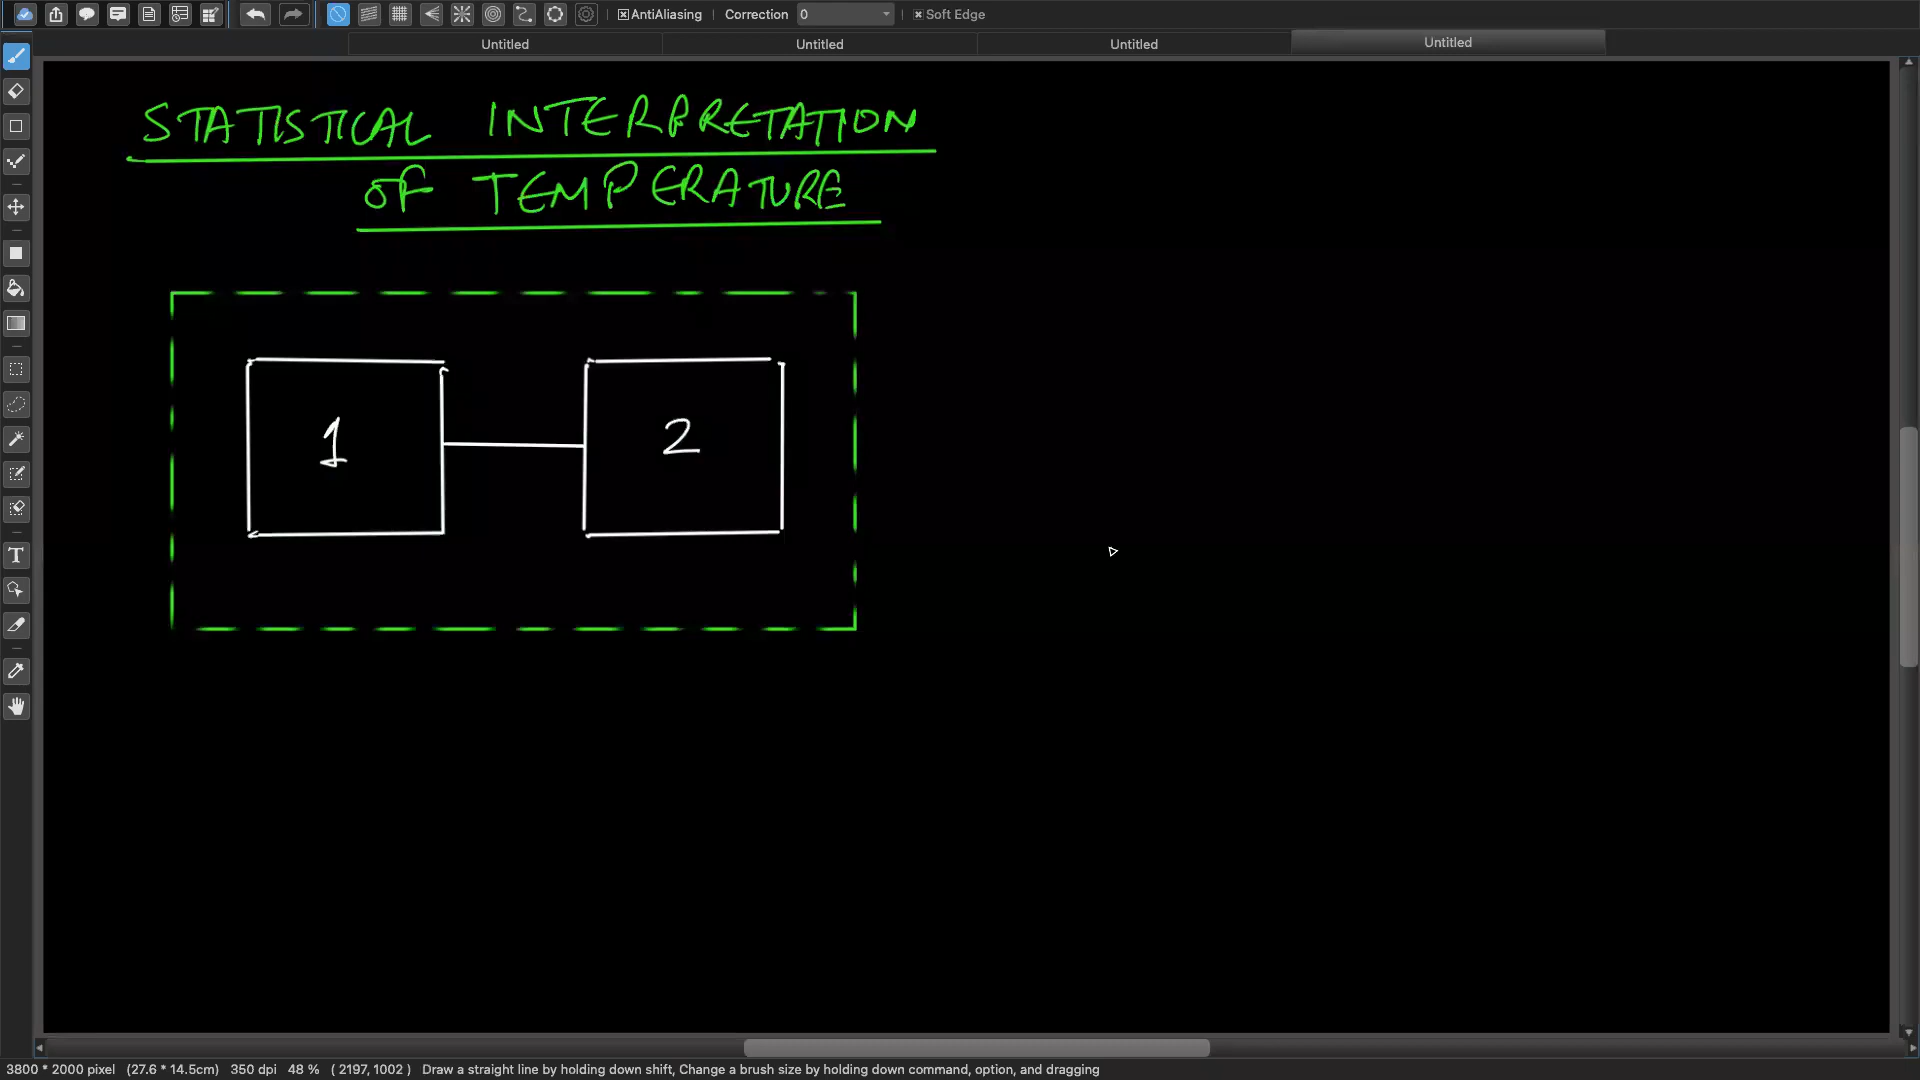 AntiAliasing | Correction 0 | Soft Edge
Untitled Untitled Untitled Untitled
STATISTICAL INTERPRETATION
OF TEMPERATURE
1 2
T
3800 * 2000 pixel (27.6 * 14.5cm) 350 dpi 48 % ( 2197, 1002 ) Draw a straight line by holding down shift, Change a brush size by holding down command, option, and dragging